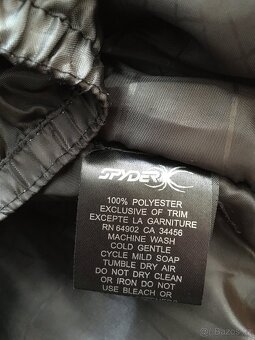 SPYDER
100% POLYESTER
EXCLUSIVE OF TRIM
EXCEPTE LA GARNITURE
RN 64902 CA 34456
MACHINE WASH
COLD GENTLE
CYCLE MILD SOAP
TUMBLE DRY AIR
DO NOT DRY CLEAN
OR IRON DO NOT
USE BLEACH OR